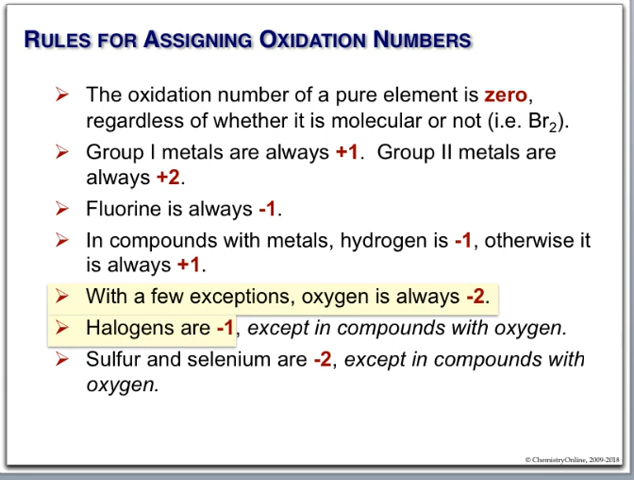 RULES FOR ASSIGNING OXIDATION NUMBERS
➢ The oxidation number of a pure element is zero,
regardless of whether it is molecular or not (i.e. Br₂).
➢ Group I metals are always +1. Group II metals are
always +2.
➢ Fluorine is always -1.
➢ In compounds with metals, hydrogen is -1, otherwise it
is always +1.
➢ With a few exceptions, oxygen is always -2.
➢ Halogens are -1, except in compounds with oxygen.
➢ Sulfur and selenium are -2, except in compounds with
oxygen.
© ChemistryOnline, 2009-2018